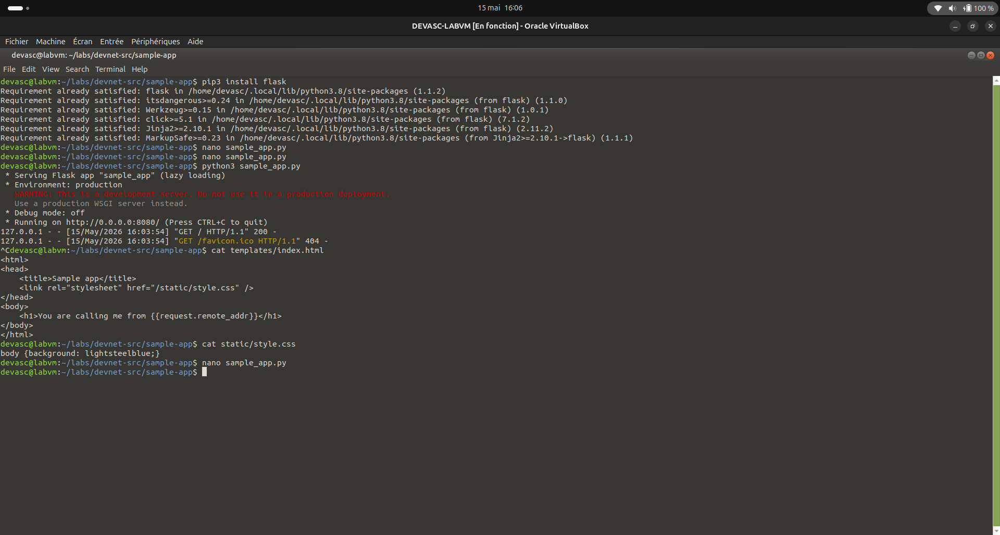 15 mai 16:06
100 %
DEVASC-LABVM [En fonction] - Oracle VirtualBox
Fichier Machine Écran Entrée Périphériques Aide
devasc@labvm: ~/labs/devnet-src/sample-app
File Edit View Search Terminal Help
devasc@labvm:~/labs/devnet-src/sample-app$ pip3 install flask
Requirement already satisfied: flask in /home/devasc/.local/lib/python3.8/site-packages (1.1.2)
Requirement already satisfied: itsdangerous>=0.24 in /home/devasc/.local/lib/python3.8/site-packages (from flask) (1.1.0)
Requirement already satisfied: Werkzeug>=0.15 in /home/devasc/.local/lib/python3.8/site-packages (from flask) (1.0.1)
Requirement already satisfied: click>=5.1 in /home/devasc/.local/lib/python3.8/site-packages (from flask) (7.1.2)
Requirement already satisfied: Jinja2>=2.10.1 in /home/devasc/.local/lib/python3.8/site-packages (from flask) (2.11.2)
Requirement already satisfied: MarkupSafe>=0.23 in /home/devasc/.local/lib/python3.8/site-packages (from Jinja2>=2.10.1->flask) (1.1.1)
devasc@labvm:~/labs/devnet-src/sample-app$ nano sample_app.py
devasc@labvm:~/labs/devnet-src/sample-app$ nano sample_app.py
devasc@labvm:~/labs/devnet-src/sample-app$ python3 sample_app.py
 * Serving Flask app "sample_app" (lazy loading)
 * Environment: production
   WARNING: This is a development server. Do not use it in a production deployment.
   Use a production WSGI server instead.
 * Debug mode: off
 * Running on http://0.0.0.0:8080/ (Press CTRL+C to quit)
127.0.0.1 - - [15/May/2026 16:03:54] "GET / HTTP/1.1" 200 -
127.0.0.1 - - [15/May/2026 16:03:54] "GET /favicon.ico HTTP/1.1" 404 -
^Cdevasc@labvm:~/labs/devnet-src/sample-app$ cat templates/index.html
<html>
<head>
    <title>Sample app</title>
    <link rel="stylesheet" href="/static/style.css" />
</head>
<body>
    <h1>You are calling me from {{request.remote_addr}}</h1>
</body>
</html>
devasc@labvm:~/labs/devnet-src/sample-app$ cat static/style.css
body {background: lightsteelblue;}
devasc@labvm:~/labs/devnet-src/sample-app$ nano sample_app.py
devasc@labvm:~/labs/devnet-src/sample-app$